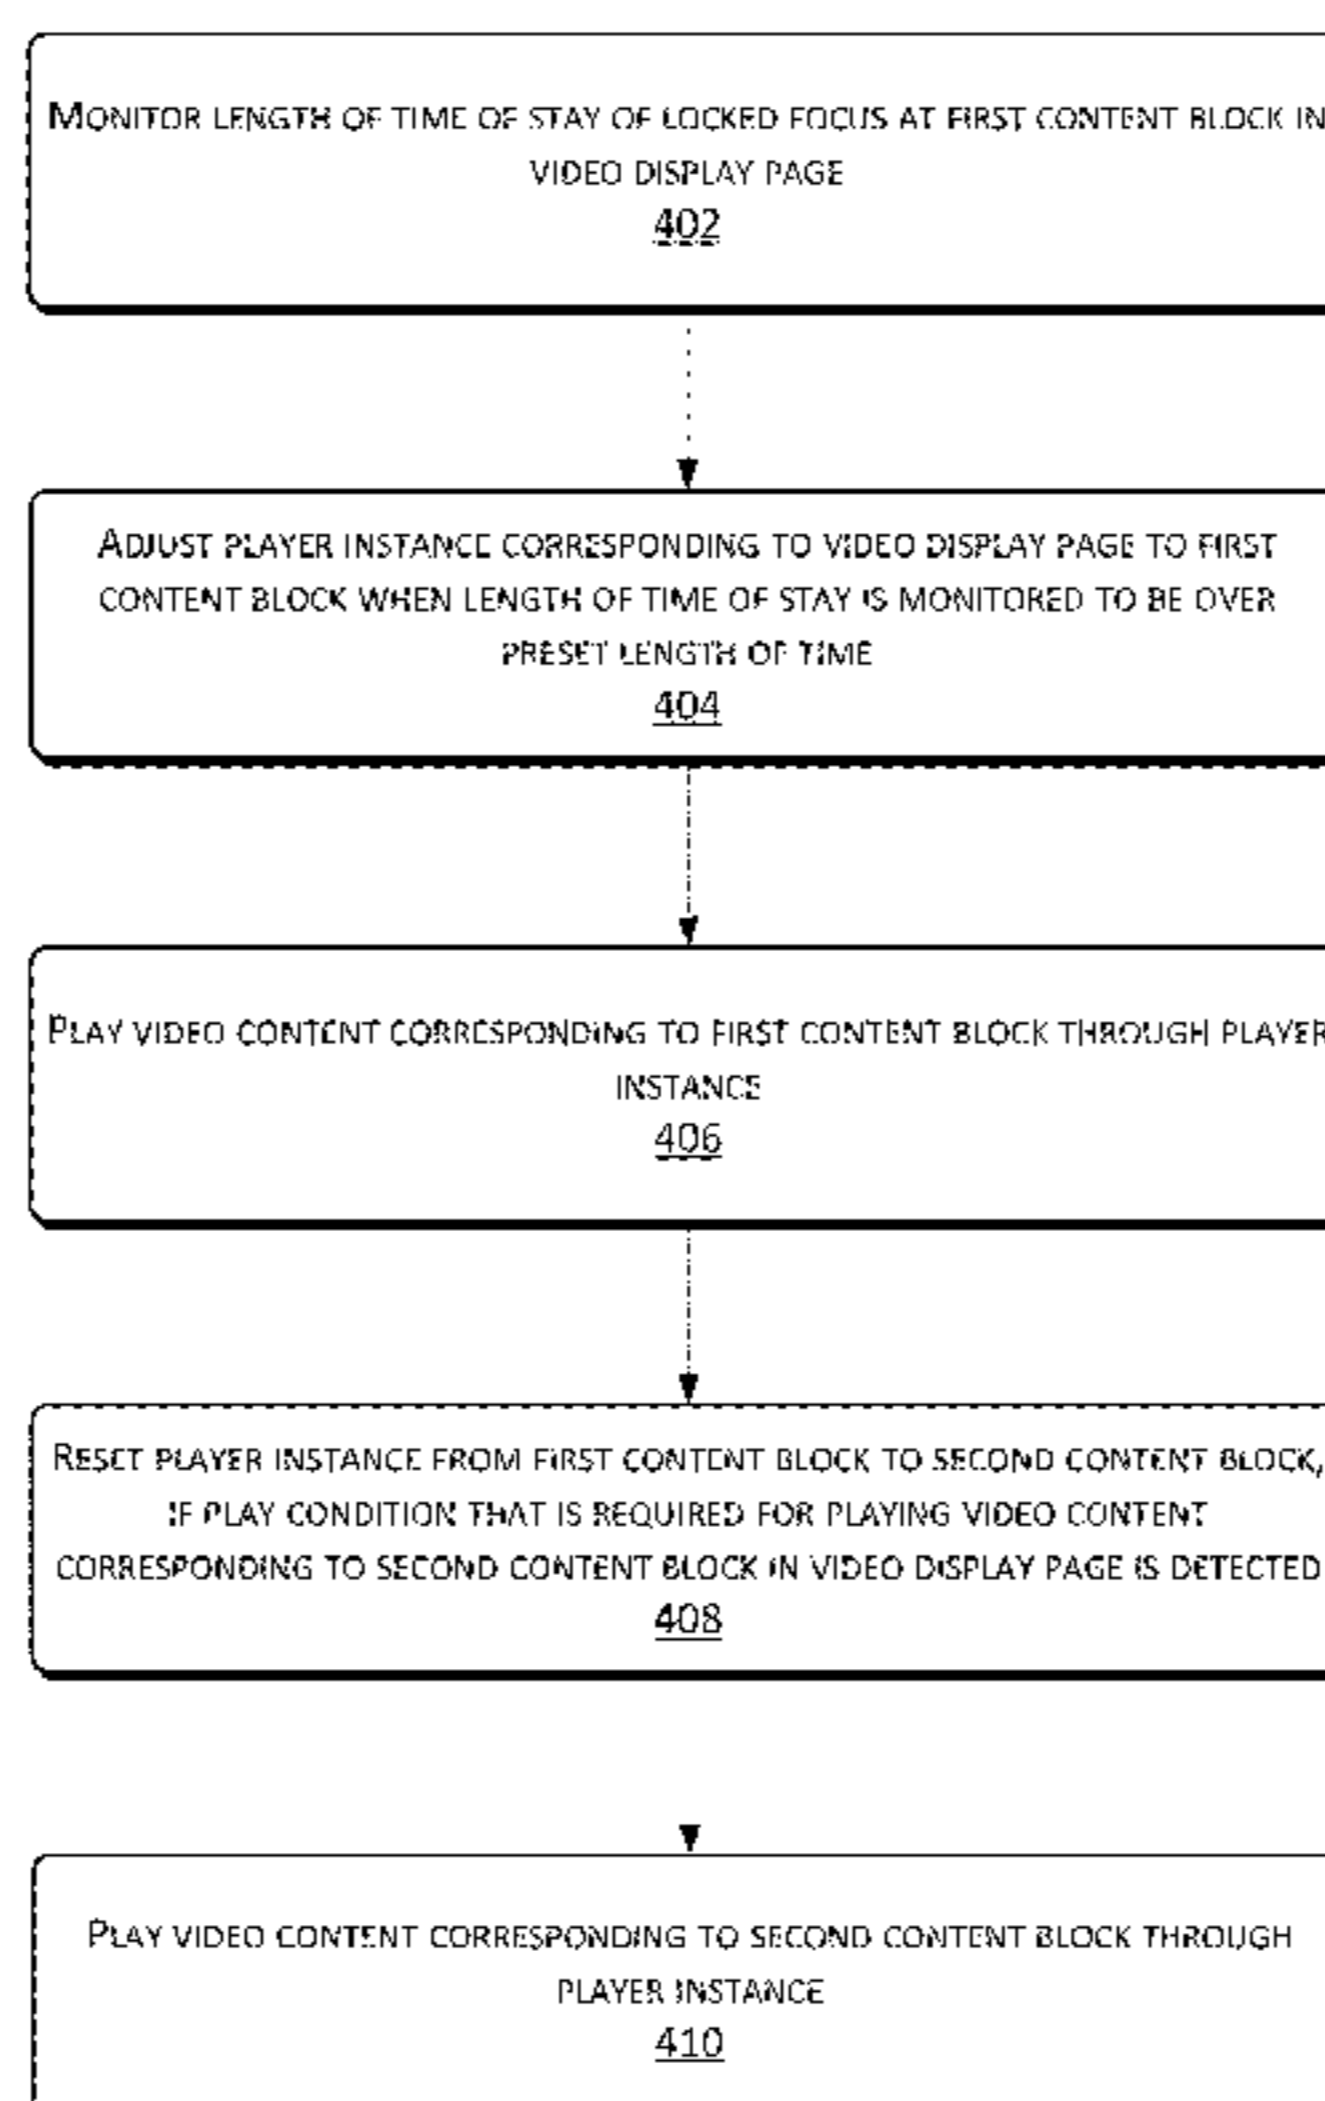 MONITOR LENGTH OF TIME OF STAY OF LOCKED FOCUS AT FIRST CONTENT BLOCK IN
VIDEO DISPLAY PAGE
402
ADJUST PLAYER INSTANCE CORRESPONDING TO VIDEO DISPLAY PAGE TO FIRST
CONTENT BLOCK WHEN LENGTH OF TIME OF STAY IS MONITORED TO BE OVER
PRESET LENGTH OF TIME
404
PLAY VIDEO CONTENT CORRESPONDING TO FIRST CONTENT BLOCK THROUGH PLAYER
INSTANCE
406
RESET PLAYER INSTANCE FROM FIRST CONTENT BLOCK TO SECOND CONTENT BLOCK,
IF PLAY CONDITION THAT IS REQUIRED FOR PLAYING VIDEO CONTENT
CORRESPONDING TO SECOND CONTENT BLOCK IN VIDEO DISPLAY PAGE IS DETECTED
408
PLAY VIDEO CONTENT CORRESPONDING TO SECOND CONTENT BLOCK THROUGH
PLAYER INSTANCE
410